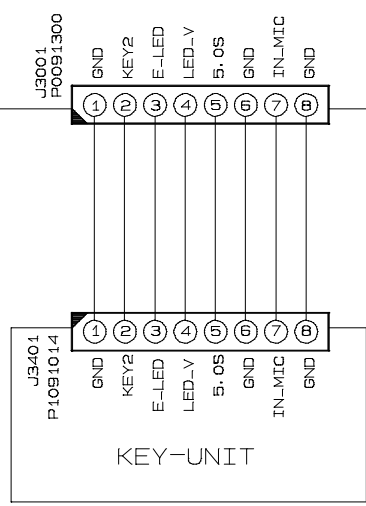 J3001
P0091300
GND
KEY2
E-LED
LED_V
5.0S
GND
IN_MIC
GND
1 2 3 4 5 6 7 8
1 2 3 4 5 6 7 8
J3401
P1091014
GND
KEY2
E-LED
LED_V
5.0S
GND
IN_MIC
GND
KEY-UNIT